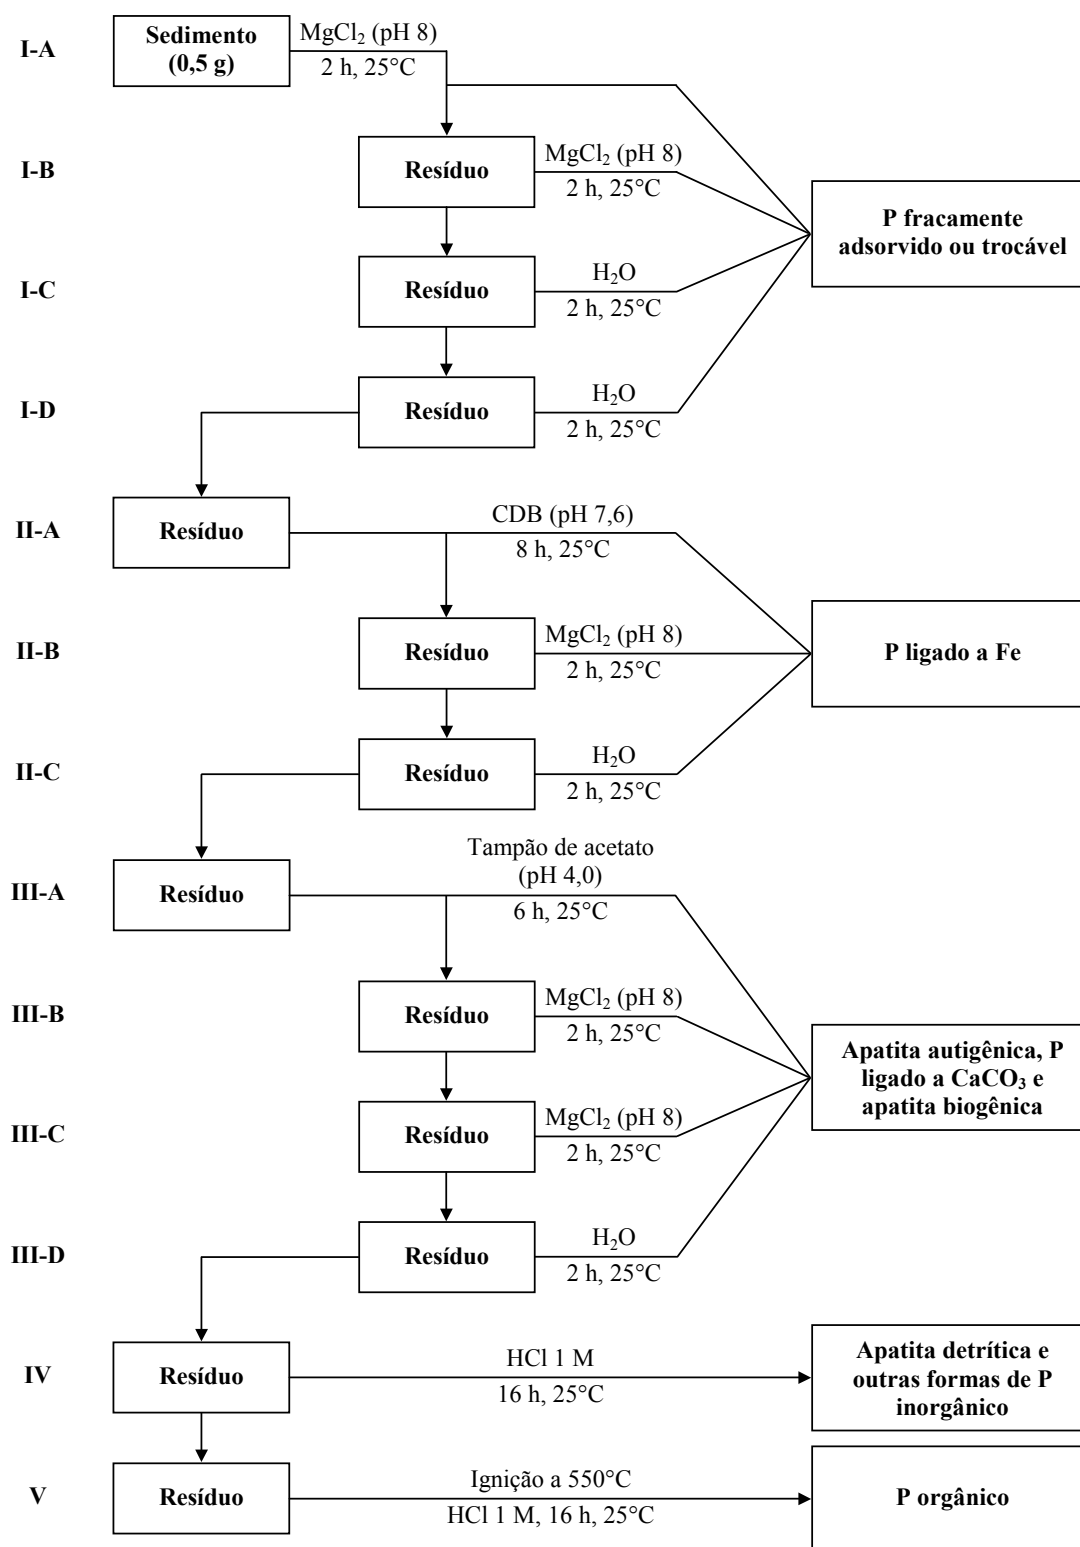 I-A
Sedimento
(0,5 g)
MgCl₂ (pH 8)
2 h, 25°C
I-B
Resíduo
MgCl₂ (pH 8)
2 h, 25°C
P fracamente
adsorvido ou trocável
I-C
Resíduo
H₂O
2 h, 25°C
I-D
Resíduo
H₂O
2 h, 25°C
II-A
Resíduo
CDB (pH 7,6)
8 h, 25°C
II-B
Resíduo
MgCl₂ (pH 8)
2 h, 25°C
P ligado a Fe
II-C
Resíduo
H₂O
2 h, 25°C
III-A
Resíduo
Tampão de acetato
(pH 4,0)
6 h, 25°C
III-B
Resíduo
MgCl₂ (pH 8)
2 h, 25°C
Apatita autigênica, P
ligado a CaCO₃ e
apatita biogênica
III-C
Resíduo
MgCl₂ (pH 8)
2 h, 25°C
III-D
Resíduo
H₂O
2 h, 25°C
IV
Resíduo
HCl 1 M
16 h, 25°C
Apatita detrítica e
outras formas de P
inorgânico
V
Resíduo
Ignição a 550°C
HCl 1 M, 16 h, 25°C
P orgânico